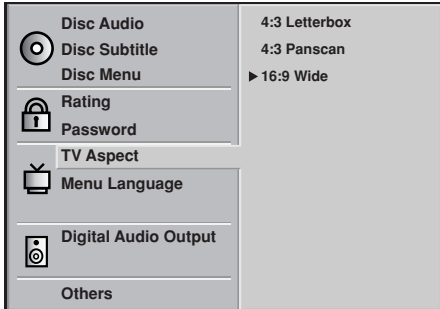 Disc Audio
Disc Subtitle
Disc Menu
Rating
Password
TV Aspect
Menu Language
Digital Audio Output
Others
4:3 Letterbox
4:3 Panscan
16:9 Wide